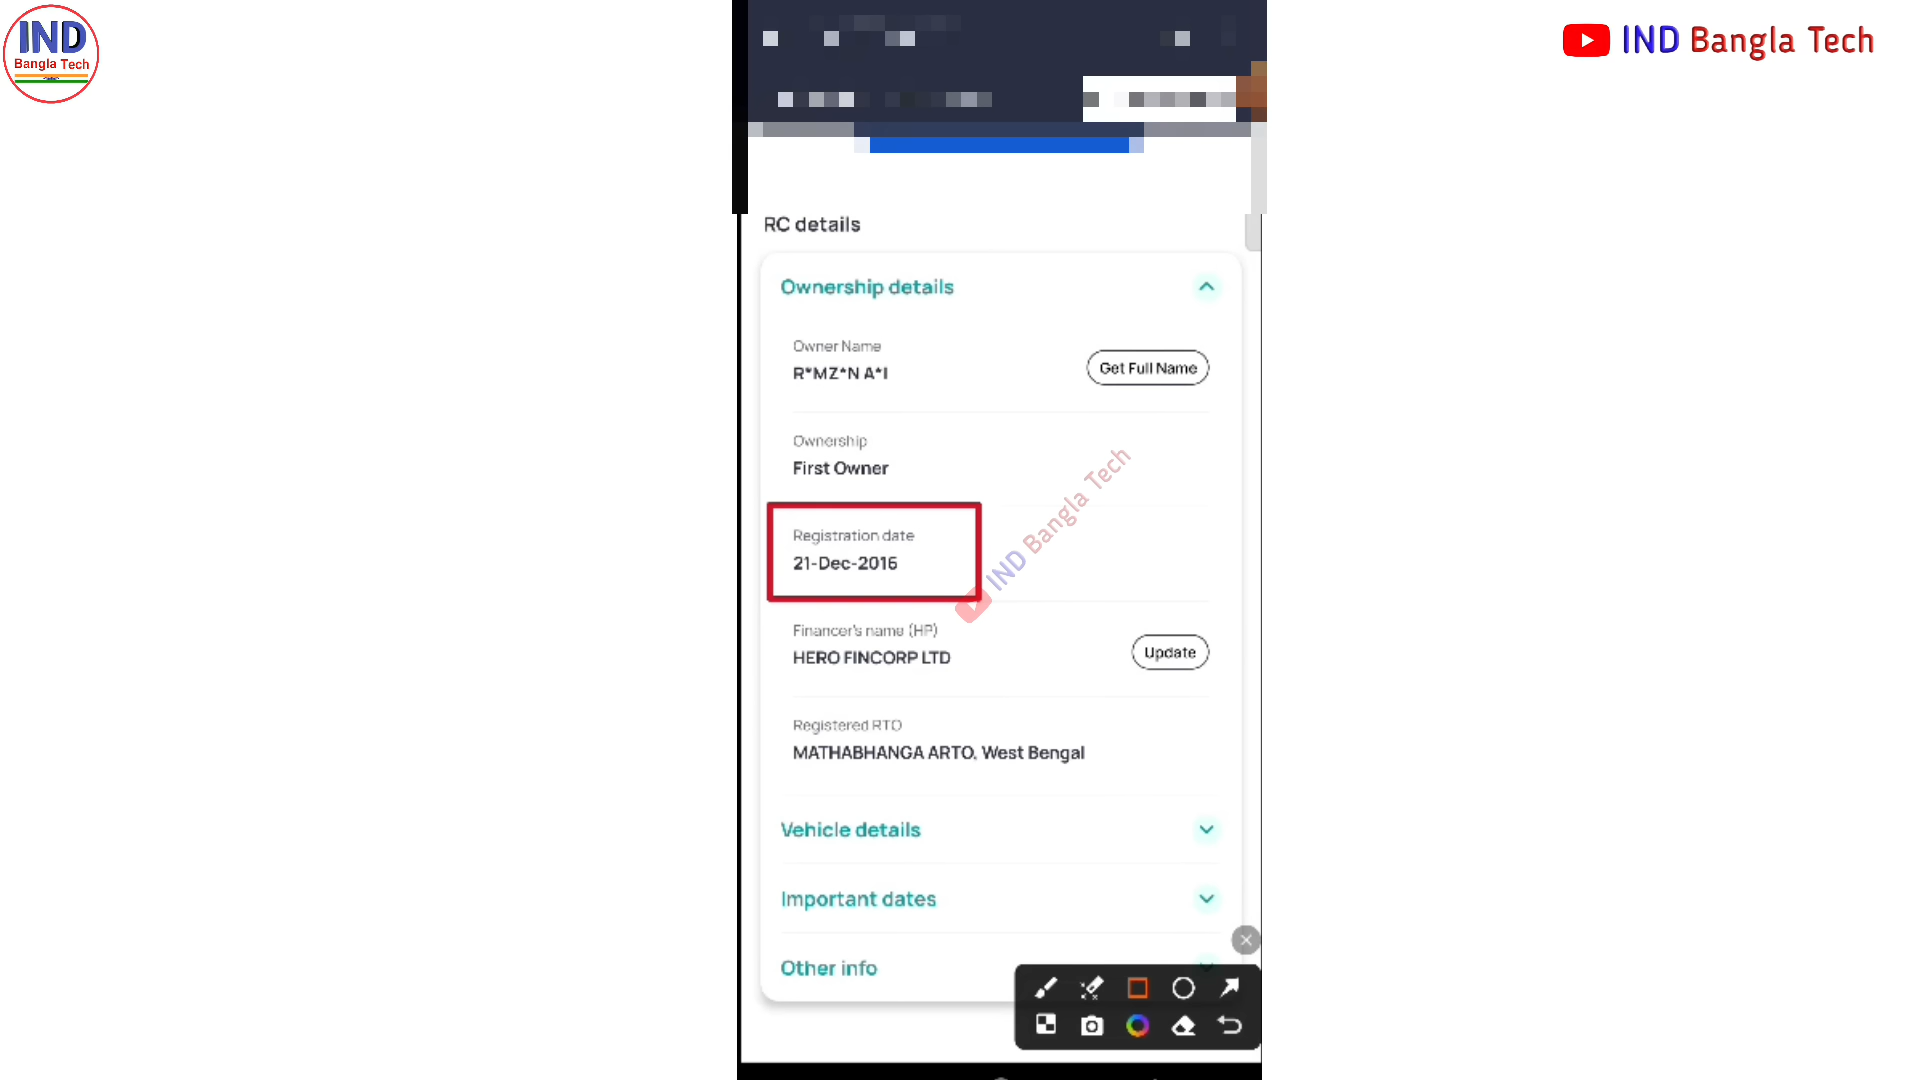 IND
Bangla Tech
IND Bangla Tech
RC details
Ownership details
Owner Name
R*MZ*N A*I
Get Full Name
Ownership
First Owner
Registration date
21-Dec-2016
IND Bangla Tech
Financer's name (HP)
HERO FINCORP LTD
Update
Registered RTO
MATHABHANGA ARTO, West Bengal
Vehicle details
Important dates
Other info